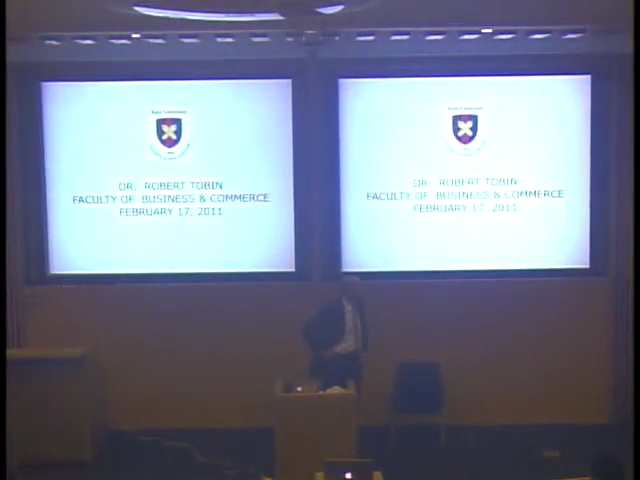 DR. ROBERT TOBIN
FACULTY OF BUSINESS & COMMERCE
FEBRUARY 17, 2011
DR. ROBERT TOBIN
FACULTY OF BUSINESS & COMMERCE
FEBRUARY 17, 2011